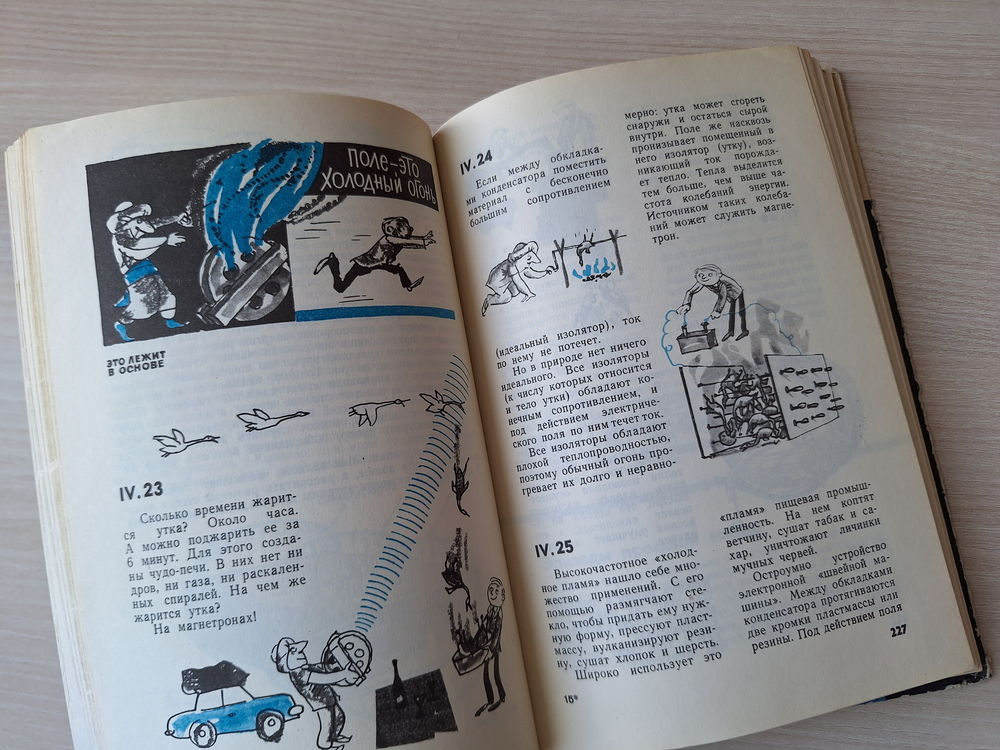 ПОЛЕ-ЭТО
ХОЛОДНЫЙ ОГОНЬ
ЭТО ЛЕЖИТ
В ОСНОВЕ
IV.23
Сколько времени жарит-
ся утка? Около часа.
А можно поджарить ее за
6 минут. Для этого созда-
ны чудо-печи. В них нет ни
дров, ни газа, ни раскален-
ных спиралей. На чем же
жарится утка?
На магнетронах!
IV.24
Если между обкладка-
ми конденсатора поместить
материал с бесконечно
большим сопротивлением
(идеальный изолятор), ток
по нему не потечет.
Но в природе нет ничего
идеального. Все изоляторы
(к числу которых относится
и тело утки) обладают ко-
нечным сопротивлением, и
под действием электриче-
ского поля по ним течет ток.
Все изоляторы обладают
плохой теплопроводностью,
поэтому обычный огонь про-
гревает их долго и неравно-
мерно: утка может сгореть
снаружи и остаться сырой
внутри. Поле же насквозь
пронизывает помещенный в
него изолятор (утку), воз-
никающий ток порожда-
ет тепло. Тепла выделится
тем больше, чем выше ча-
стота колебаний энергии.
Источником таких колеба-
ний может служить магне-
трон.
IV.25
Высокочастотное «холод-
ное пламя» нашло себе мно-
жество применений. С его
помощью размягчают сте-
кло, чтобы придать ему нуж-
ную форму, прессуют пласт-
массу, вулканизируют рези-
ну, сушат хлопок и шерсть.
Широко использует это
«пламя» пищевая промыш-
ленность. На нем коптят
ветчину, сушат табак и са-
хар, уничтожают личинки
мучных червей.
Остроумно устройство
электронной «швейной ма-
шины». Между обкладками
конденсатора протягиваются
две кромки пластмассы или
резины. Под действием поля
15*
227